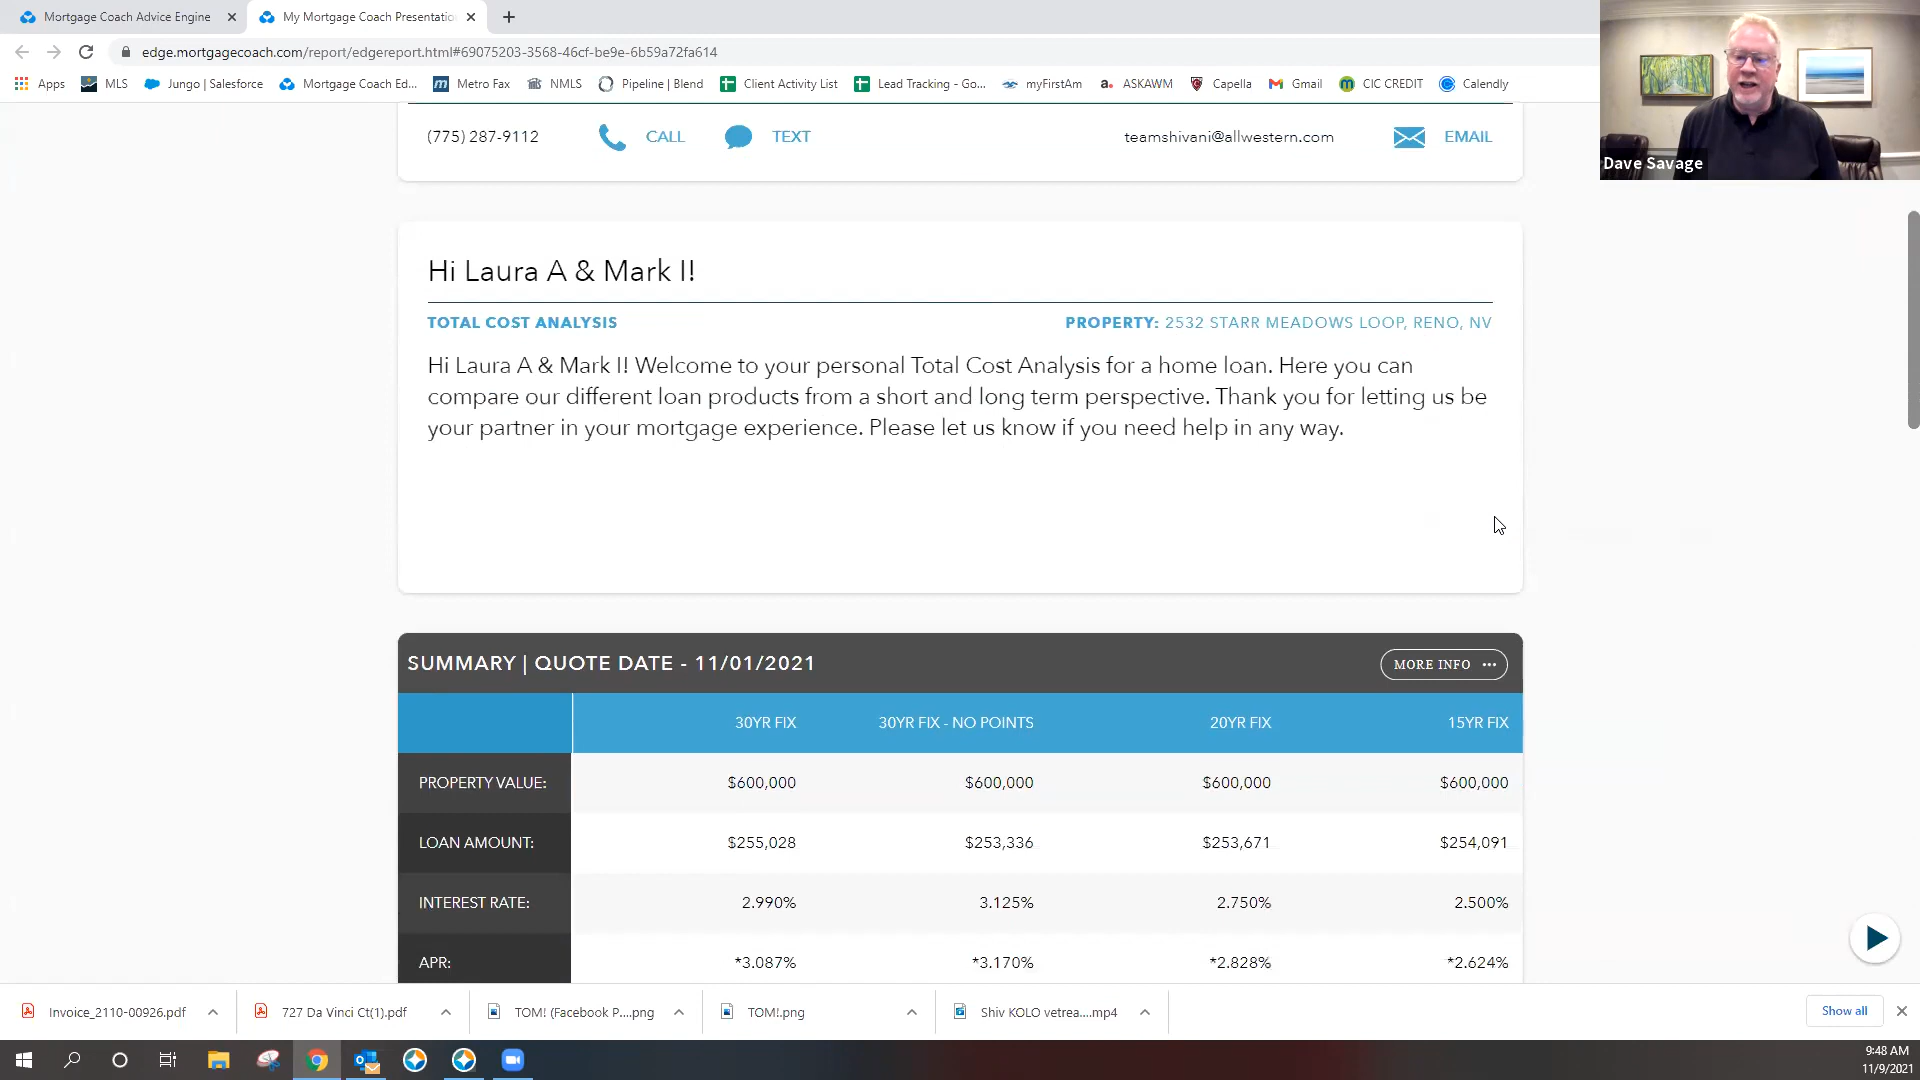 Mortgage Coach Advice Engine
My Mortgage Coach Presentatio
edge.mortgagecoach.com/report/edgereport.html#69075203-3568-46cf-be9e-6b59a72fa614
Apps MLS Jungo | Salesforce Mortgage Coach Ed... Metro Fax NMLS Pipeline | Blend Client Activity List Lead Tracking - Go... myFirstAm a. ASKAWM Capella Gmail CIC CREDIT Calendly
Dave Savage
(775) 287-9112 CALL TEXT teamshivani@allwestern.com EMAIL
Hi Laura A & Mark I!
TOTAL COST ANALYSIS PROPERTY: 2532 STARR MEADOWS LOOP, RENO, NV
Hi Laura A & Mark I! Welcome to your personal Total Cost Analysis for a home loan. Here you can
compare our different loan products from a short and long term perspective. Thank you for letting us be
your partner in your mortgage experience. Please let us know if you need help in any way.
SUMMARY | QUOTE DATE - 11/01/2021 MORE INFO
30YR FIX 30YR FIX - NO POINTS 20YR FIX 15YR FIX
PROPERTY VALUE: $600,000 $600,000 $600,000 $600,000
LOAN AMOUNT: $255,028 $253,336 $253,671 $254,091
INTEREST RATE: 2.990% 3.125% 2.750% 2.500%
APR: *3.087% *3.170% *2.828% *2.624%
Invoice_2110-00926.pdf 727 Da Vinci Ct(1).pdf TOM! (Facebook P....png TOM!.png Shiv KOLO vetrea....mp4 Show all
9:48 AM
11/9/2021